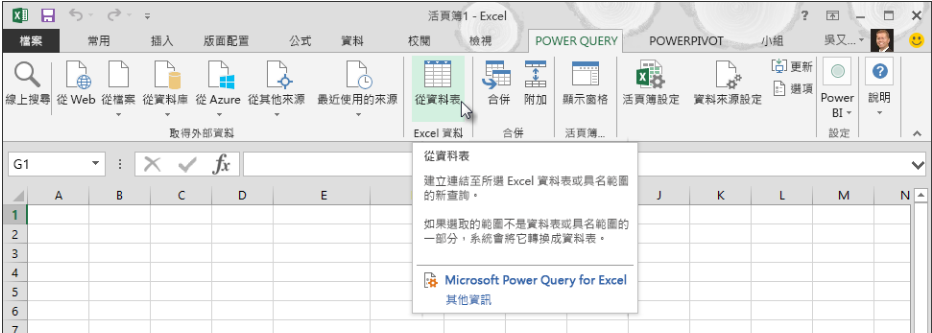 活頁簿1 - Excel
?
檔案 常用 插入 版面配置 公式 資料 校閱 檢視 POWER QUERY POWERPIVOT 小組 吳又...
線上搜尋 從 Web 從檔案 從資料庫 從 Azure 從其他來源 最近使用的來源 從資料表 合併 附加 顯示窗格 活頁簿設定 資料來源設定 更新 選項 Power BI 說明
取得外部資料 Excel 資料 合併 活頁簿... 設定
G1 fx
從資料表
建立連結至所選 Excel 資料表或具名範圍
的新查詢。
如果選取的範圍不是資料表或具名範圍的
一部分，系統會將它轉換成資料表。
Microsoft Power Query for Excel
其他資訊
A B C D E J K L M N
1
2
3
4
5
6
7